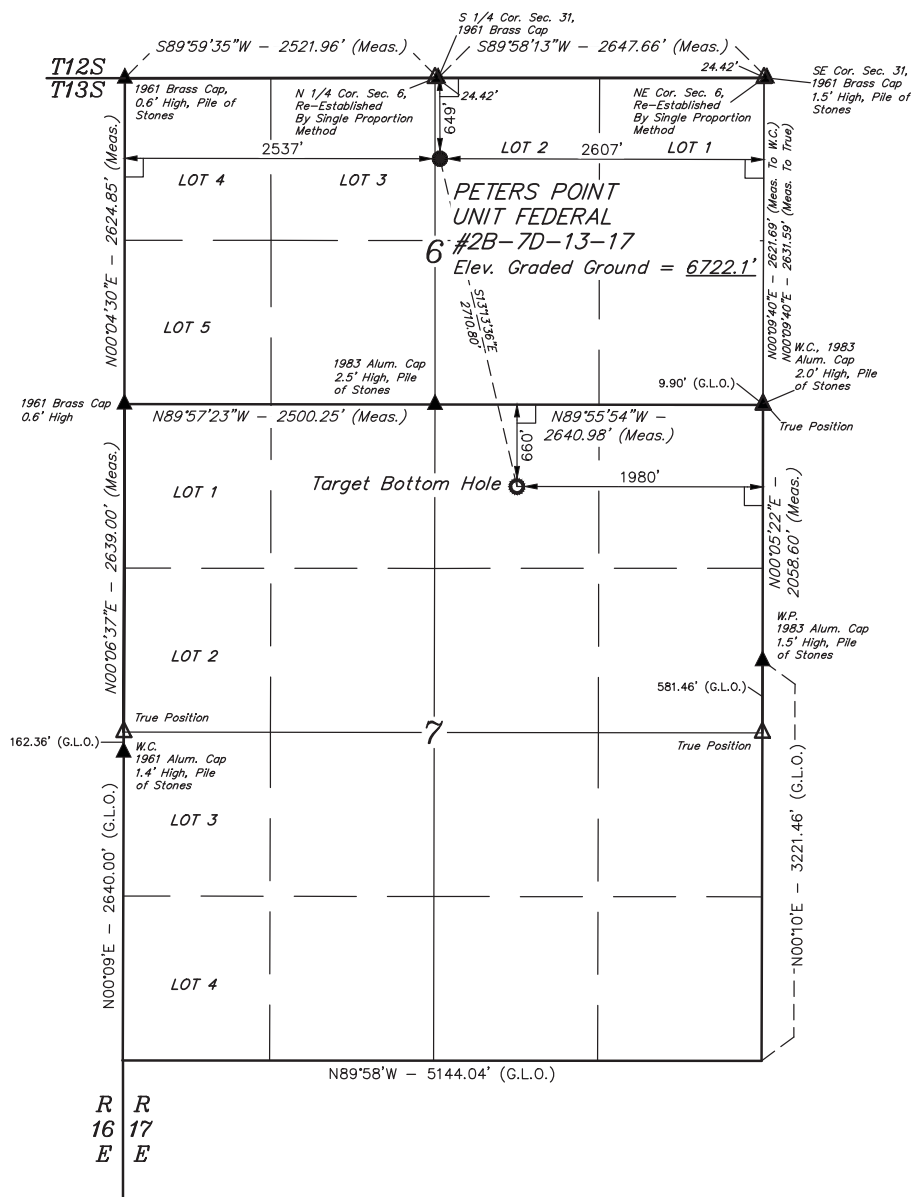 S 1/4 Cor. Sec. 31,
1961 Brass Cap
S89°59'35"W - 2521.96' (Meas.)
S89°58'13"W - 2647.66' (Meas.)
T12S
T13S
24.42'
SE Cor. Sec. 31,
1961 Brass Cap
1.5' High, Pile of
Stones
1961 Brass Cap,
0.6' High, Pile of
Stones
N 1/4 Cor. Sec. 6,
Re-Established
By Single Proportion
Method
24.42'
NE Cor. Sec. 6,
Re-Established
By Single Proportion
Method
649'
2537'
LOT 2
2607'
LOT 1
LOT 4
LOT 3
N00°04'30"E - 2624.85' (Meas.)
N00°09'40"E - 2621.69' (Meas. To W.C.)
N00°09'40"E - 2631.59' (Meas. To True)
PETERS POINT
UNIT FEDERAL
#2B-7D-13-17
6
Elev. Graded Ground = 6722.1'
S13°13'36"E
2710.80'
LOT 5
1983 Alum. Cap
2.5' High, Pile
of Stones
W.C., 1983
Alum. Cap
2.0' High, Pile
of Stones
9.90' (G.L.O.)
1961 Brass Cap
0.6' High
N89°57'23"W - 2500.25' (Meas.)
N89°55'54"W -
2640.98' (Meas.)
True Position
660'
LOT 1
Target Bottom Hole
1980'
N00°06'37"E - 2639.00' (Meas.)
N00°05'22"E -
2058.60' (Meas.)
W.P.
1983 Alum. Cap
1.5' High, Pile
of Stones
LOT 2
581.46' (G.L.O.)
True Position
7
True Position
162.36' (G.L.O.)
W.C.
1961 Alum. Cap
1.4' High, Pile
of Stones
LOT 3
N00°09'E - 2640.00' (G.L.O.)
N00°10'E - 3221.46' (G.L.O.)
LOT 4
N89°58'W - 5144.04' (G.L.O.)
R R
16 17
E E